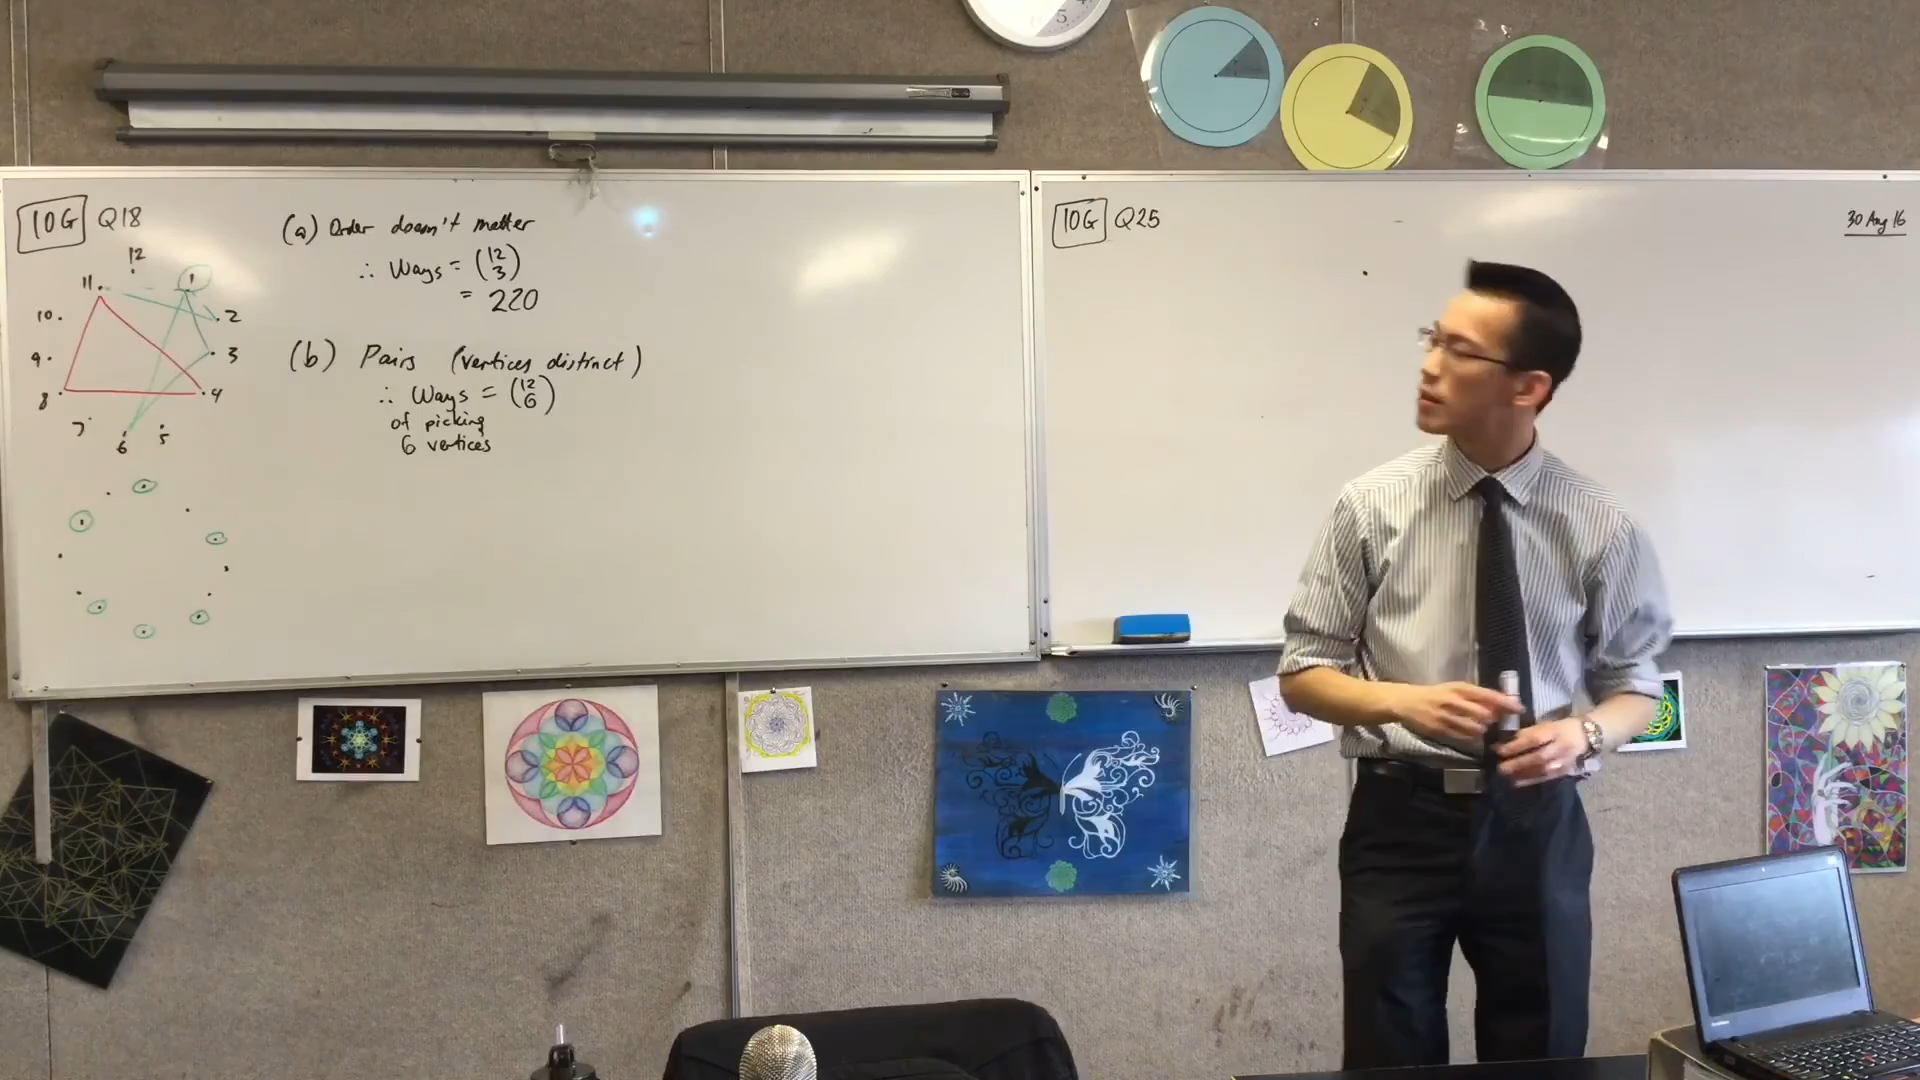 10G Q18
(a) Order doesn't matter
∴ Ways = (12 3)
= 220
(b) Pairs (vertices distinct)
∴ Ways = (12 6)
of picking
6 vertices
12
11
1
10
2
9
3
8
4
7
6
5
10G Q25
30 Aug 16